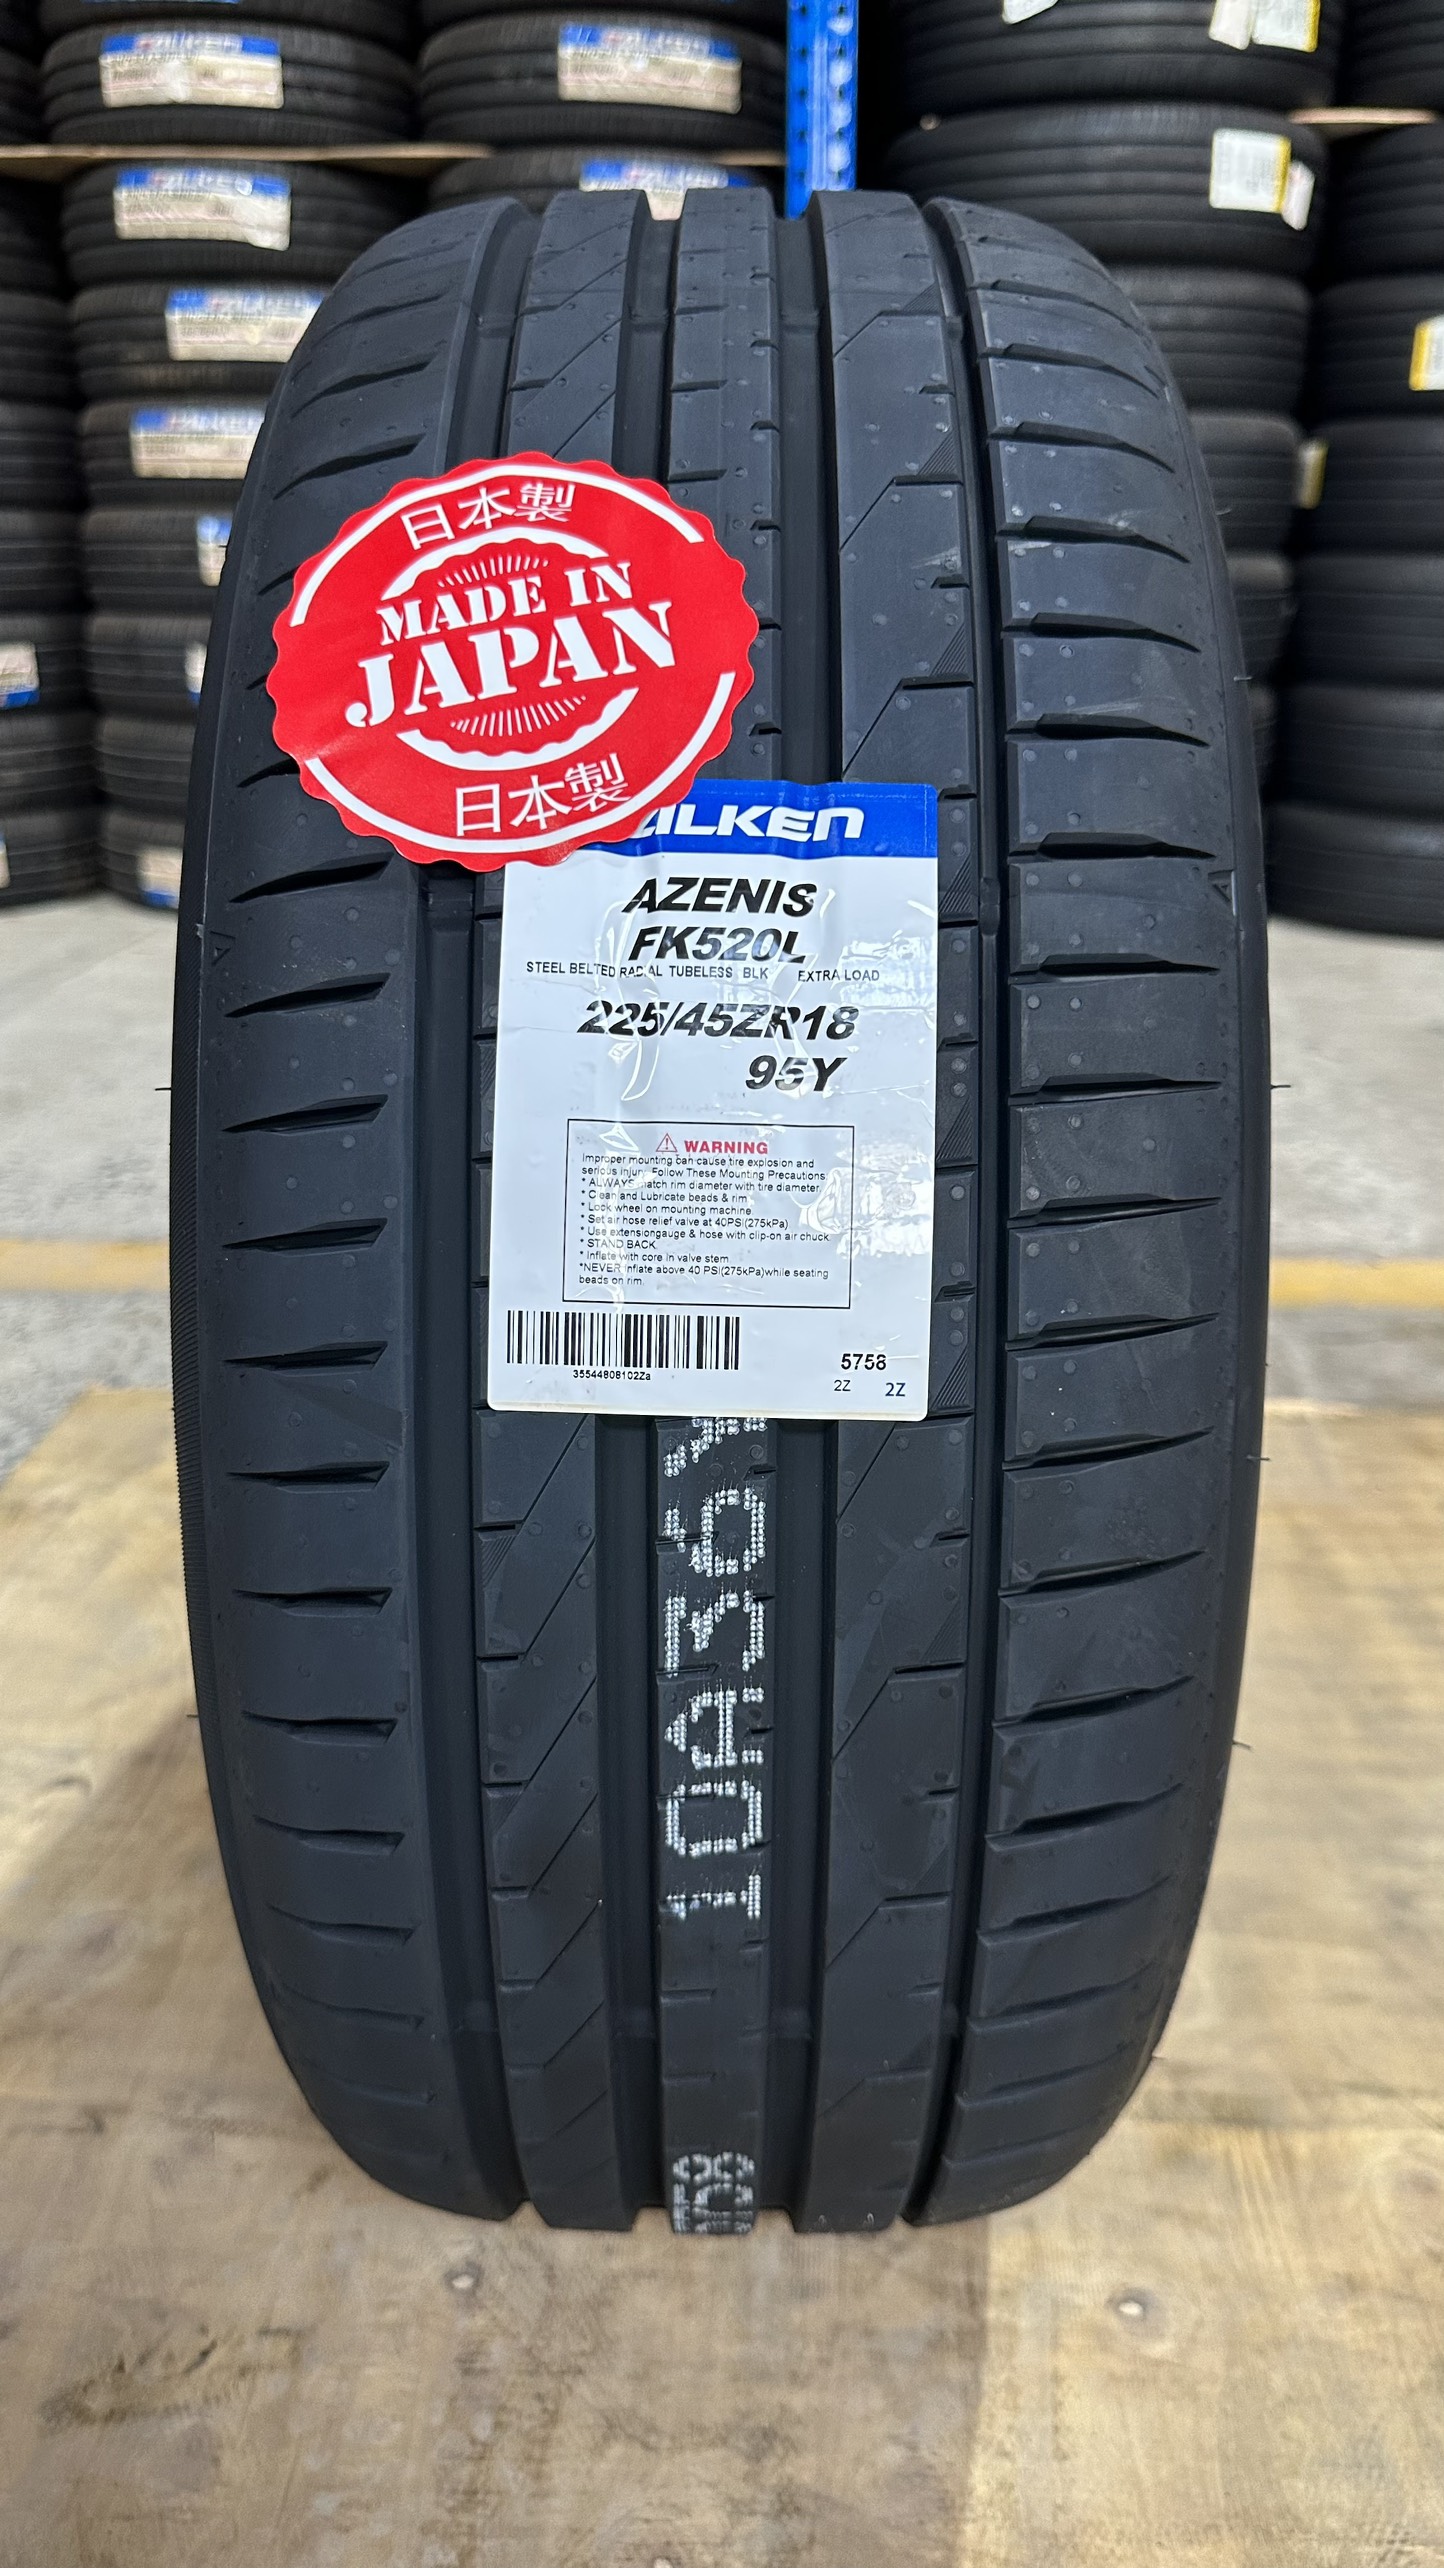 日本製
MADE IN
JAPAN
日本製
FALKEN
AZENIS
FK520L
STEEL BELTED RADIAL TUBELESS BLK EXTRA LOAD
225/45ZR18
95Y
WARNING
Improper mounting can cause tire explosion and
serious injury. Follow These Mounting Precautions:
* ALWAYS match rim diameter with tire diameter.
* Clean and Lubricate beads & rim
* Lock wheel on mounting machine.
* Set air hose relief valve at 40PSI(275kPa)
* Use extensiongauge & hose with clip-on air chuck.
* STAND BACK
* Inflate with core in valve stem
*NEVER inflate above 40 PSI(275kPa)while seating
beads on rim.
35544808102Za
5758
2Z 2Z